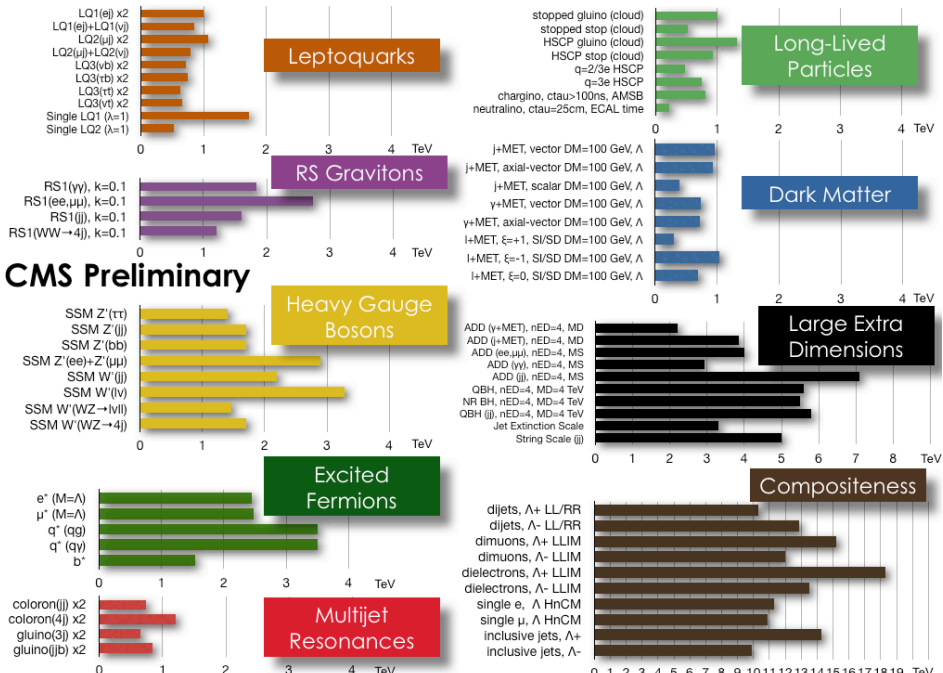 LQ1(ej) x2
LQ1(ej)+LQ1(νj)
LQ2(μj) x2
LQ2(μj)+LQ2(νj)
LQ3(νb) x2
LQ3(τb) x2
LQ3(τt) x2
LQ3(vt) x2
Single LQ1 (λ=1)
Single LQ2 (λ=1)
0 1 2 3 4 TeV
Leptoquarks
RS Gravitons
RS1(γγ), k=0.1
RS1(ee,μμ), k=0.1
RS1(jj), k=0.1
RS1(WW→4j), k=0.1
0 1 2 3 4 TeV
CMS Preliminary
Heavy Gauge
Bosons
SSM Z'(ττ)
SSM Z'(jj)
SSM Z'(bb)
SSM Z'(ee)+Z'(μμ)
SSM W'(jj)
SSM W'(lν)
SSM W'(WZ→lνll)
SSM W'(WZ→4j)
0 1 2 3 4 TeV
Excited
Fermions
e* (M=Λ)
μ* (M=Λ)
q* (qg)
q* (qγ)
b*
0 1 2 3 4 TeV
coloron(jj) x2
coloron(4j) x2
gluino(3j) x2
gluino(jjb) x2
0 1 2 3 4 TeV
Multijet
Resonances
stopped gluino (cloud)
stopped stop (cloud)
HSCP gluino (cloud)
HSCP stop (cloud)
q=2/3e HSCP
q=3e HSCP
chargino, ctau>100ns, AMSB
neutralino, ctau=25cm, ECAL time
0 1 2 3 4 TeV
Long-Lived
Particles
j+MET, vector DM=100 GeV, Λ
j+MET, axial-vector DM=100 GeV, Λ
j+MET, scalar DM=100 GeV, Λ
γ+MET, vector DM=100 GeV, Λ
γ+MET, axial-vector DM=100 GeV, Λ
l+MET, ξ=+1, SI/SD DM=100 GeV, Λ
l+MET, ξ=-1, SI/SD DM=100 GeV, Λ
l+MET, ξ=0, SI/SD DM=100 GeV, Λ
0 1 2 3 4 TeV
Dark Matter
Large Extra
Dimensions
ADD (γ+MET), nED=4, MD
ADD (j+MET), nED=4, MD
ADD (ee,μμ), nED=4, MS
ADD (γγ), nED=4, MS
ADD (jj), nED=4, MS
QBH, nED=4, MD=4 TeV
NR BH, nED=4, MD=4 TeV
QBH (jj), nED=4, MD=4 TeV
Jet Extinction Scale
String Scale (jj)
0 1 2 3 4 5 6 7 8 9 TeV
Compositeness
dijets, Λ+ LL/RR
dijets, Λ- LL/RR
dimuons, Λ+ LLIM
dimuons, Λ- LLIM
dielectrons, Λ+ LLIM
dielectrons, Λ- LLIM
single e, Λ HnCM
single μ, Λ HnCM
inclusive jets, Λ+
inclusive jets, Λ-
0 1 2 3 4 5 6 7 8 9 10 11 12 13 14 15 16 17 18 19 TeV